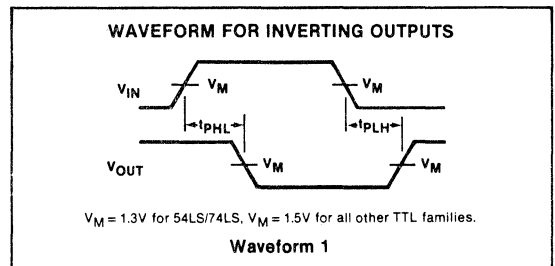 WAVEFORM FOR INVERTING OUTPUTS
VIN
VM
VM
tPHL
tPLH
VOUT
VM
VM
VM = 1.3V for 54LS/74LS, VM = 1.5V for all other TTL families.
Waveform 1